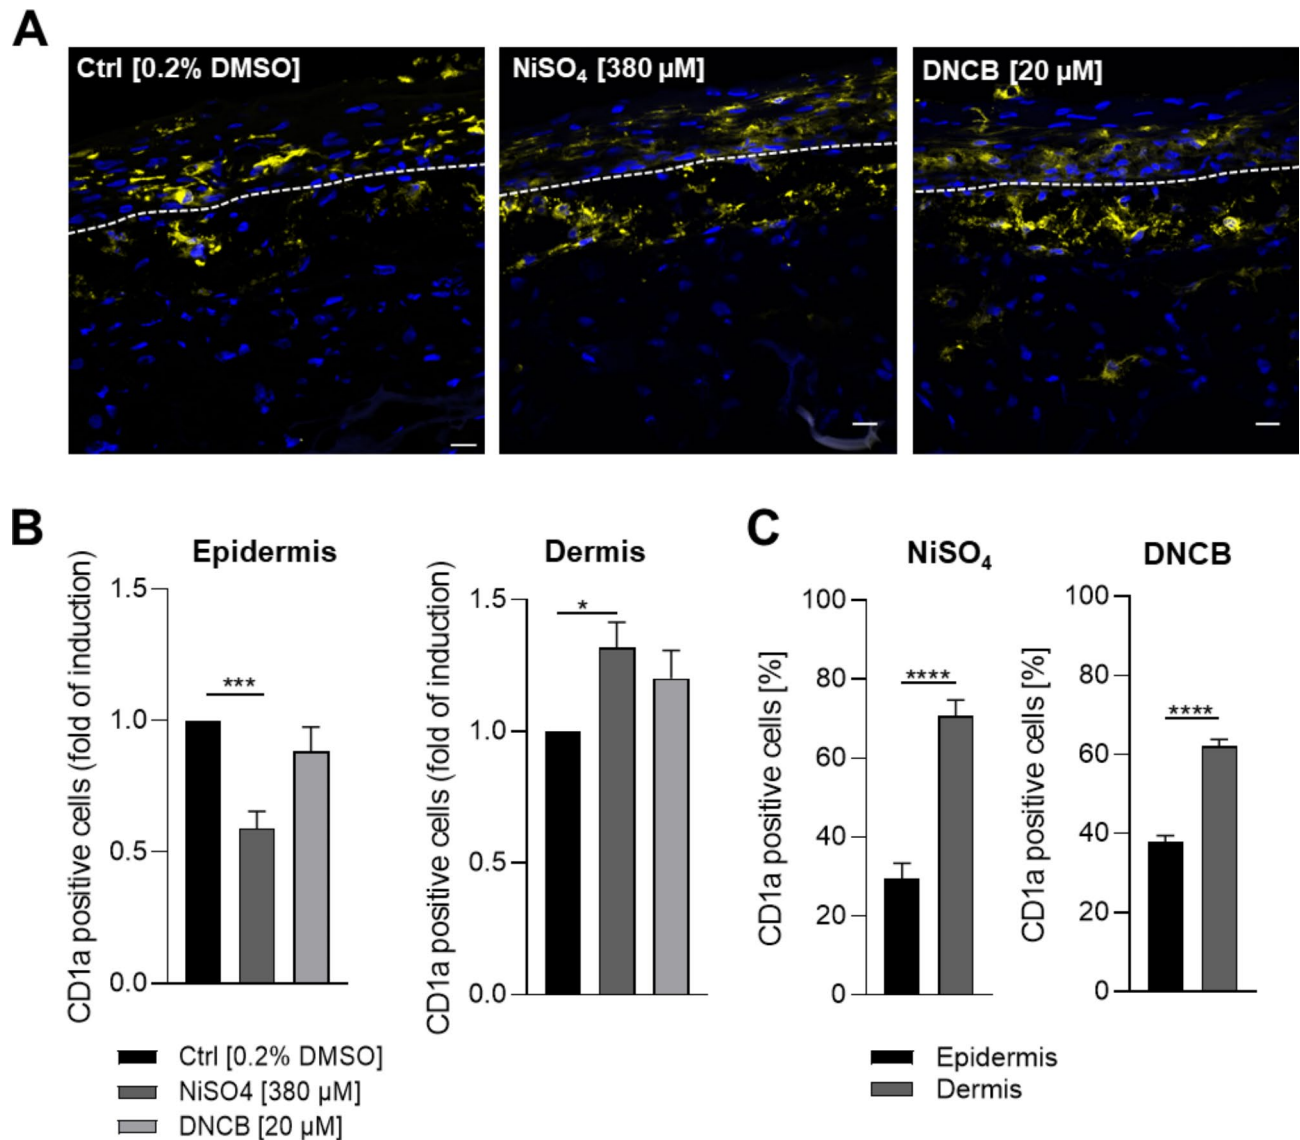 A
Ctrl [0.2% DMSO]
NiSO₄ [380 µM]
DNCB [20 µM]
B
Epidermis
CD1a positive cells (fold of induction)
1.5
1.0
0.5
0.0
***
Dermis
CD1a positive cells (fold of induction)
1.5
1.0
0.5
0.0
*
Ctrl [0.2% DMSO]
NiSO4 [380 µM]
DNCB [20 µM]
C
NiSO₄
CD1a positive cells [%]
100
80
60
40
20
0
****
DNCB
CD1a positive cells [%]
100
80
60
40
20
0
****
Epidermis
Dermis